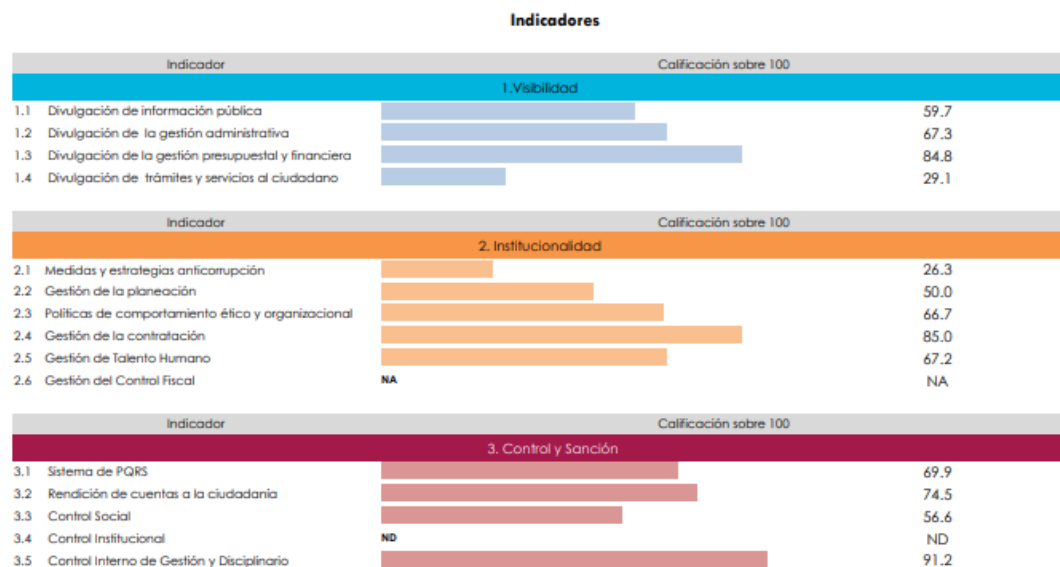 Indicadores
Indicador Calificación sobre 100
1.Visibilidad
1.1 Divulgación de información pública 59.7
1.2 Divulgación de la gestión administrativa 67.3
1.3 Divulgación de la gestión presupuestal y financiera 84.8
1.4 Divulgación de trámites y servicios al ciudadano 29.1
Indicador Calificación sobre 100
2. Institucionalidad
2.1 Medidas y estrategias anticorrupción 26.3
2.2 Gestión de la planeación 50.0
2.3 Políticas de comportamiento ético y organizacional 66.7
2.4 Gestión de la contratación 85.0
2.5 Gestión de Talento Humano 67.2
2.6 Gestión del Control Fiscal NA NA
Indicador Calificación sobre 100
3. Control y Sanción
3.1 Sistema de PQRS 69.9
3.2 Rendición de cuentas a la ciudadanía 74.5
3.3 Control Social 56.6
3.4 Control Institucional ND ND
3.5 Control Interno de Gestión y Disciplinario 91.2